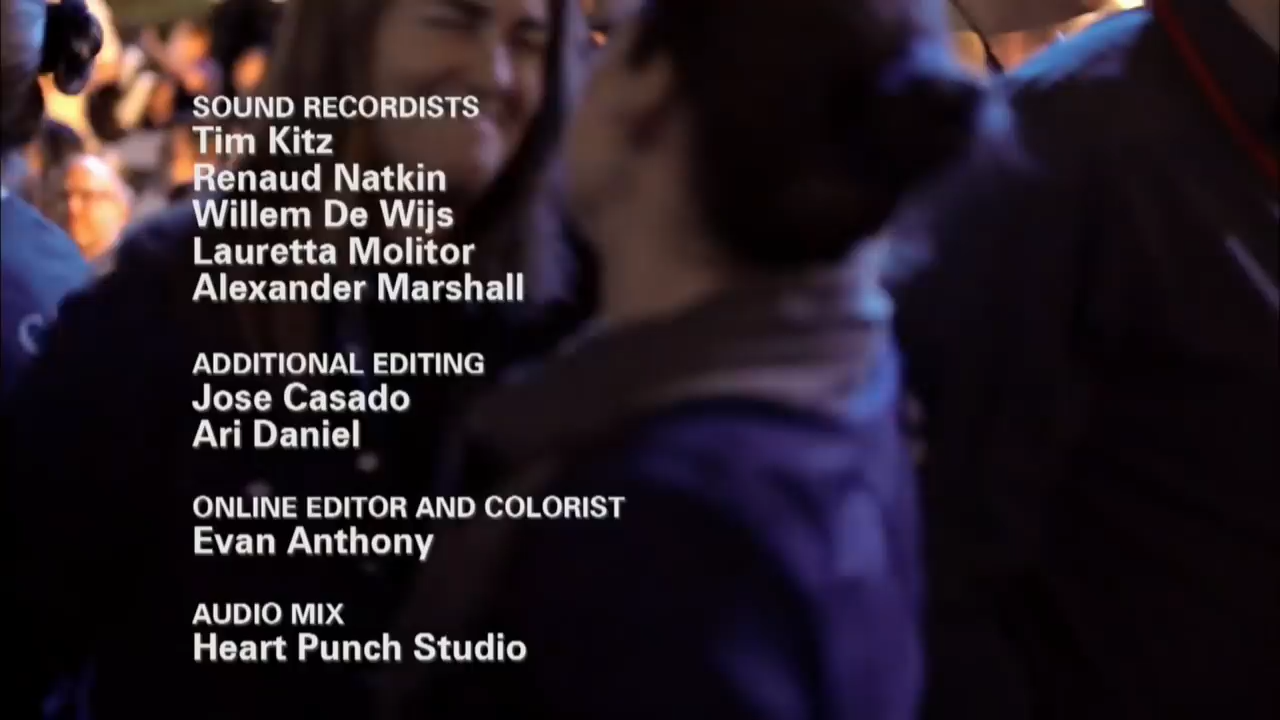 SOUND RECORDISTS
Tim Kitz
Renaud Natkin
Willem De Wijs
Lauretta Molitor
Alexander Marshall
ADDITIONAL EDITING
Jose Casado
Ari Daniel
ONLINE EDITOR AND COLORIST
Evan Anthony
AUDIO MIX
Heart Punch Studio